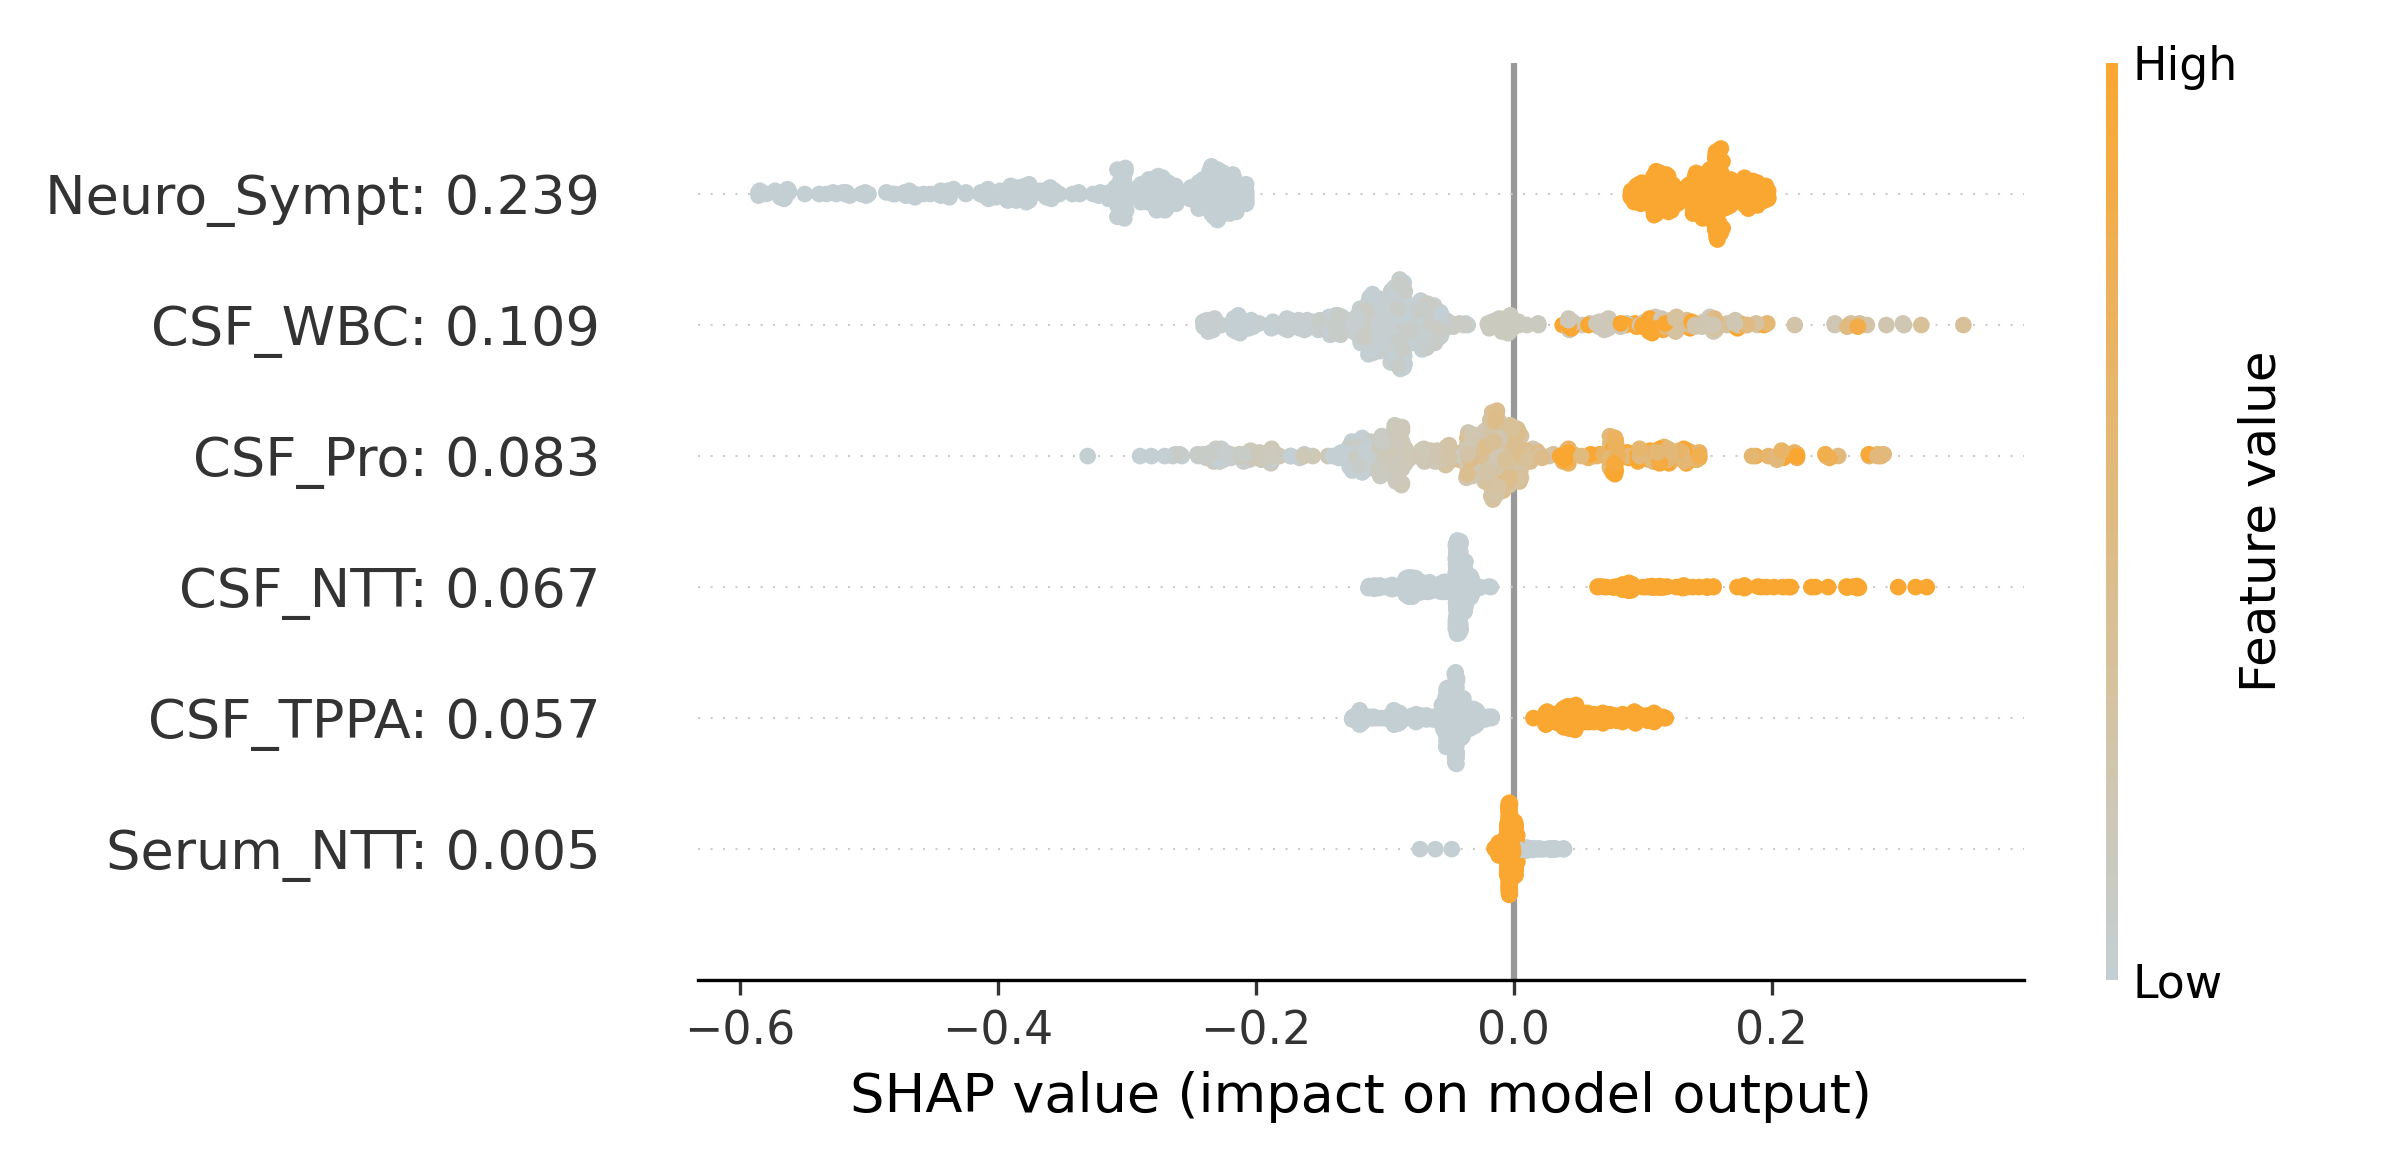 High
Neuro_Sympt: 0.239
CSF_WBC: 0.109
CSF_Pro: 0.083
CSF_NTT: 0.067
CSF_TPPA: 0.057
Serum_NTT: 0.005
Feature value
Low
−0.6 −0.4 −0.2 0.0 0.2
SHAP value (impact on model output)